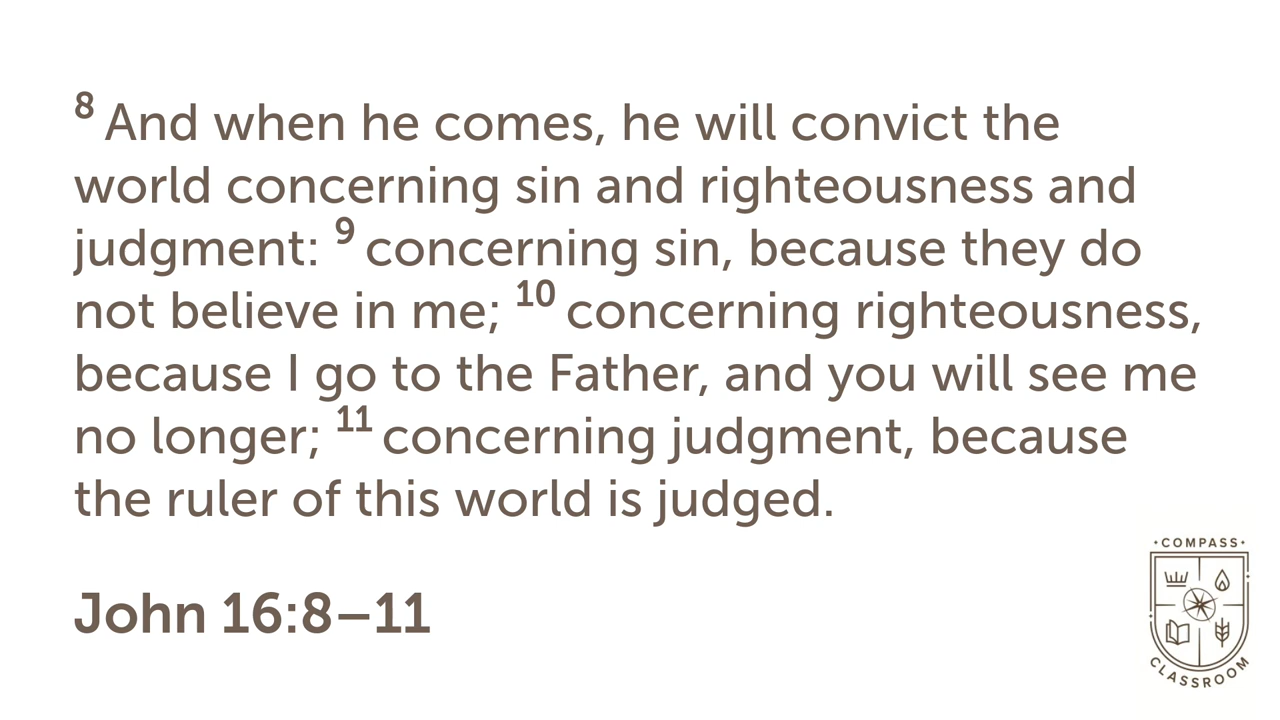 8 And when he comes, he will convict the
world concerning sin and righteousness and
judgment: 9 concerning sin, because they do
not believe in me; 10 concerning righteousness,
because I go to the Father, and you will see me
no longer; 11 concerning judgment, because
the ruler of this world is judged.
John 16:8–11
•COMPASS•
CLASSROOM